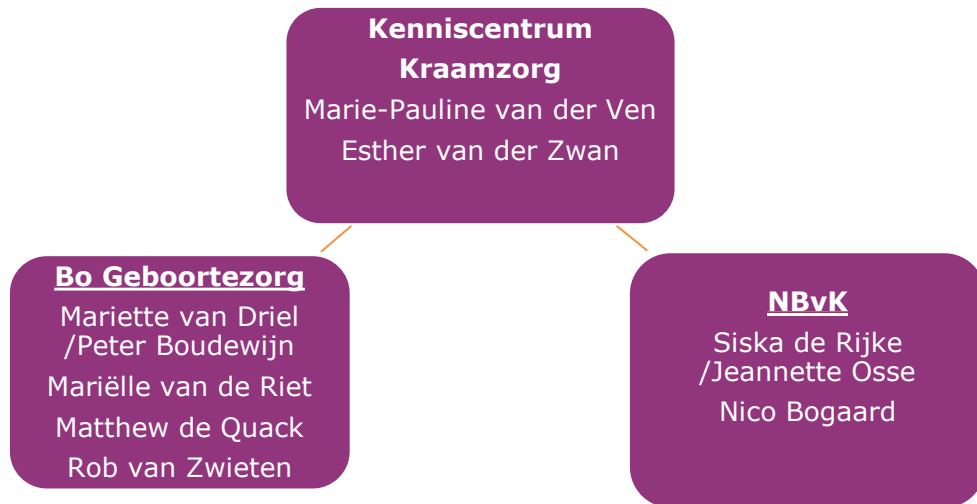 Kenniscentrum
Kraamzorg
Marie-Pauline van der Ven
Esther van der Zwan
Bo Geboortezorg
Mariette van Driel
/Peter Boudewijn
Mariëlle van de Riet
Matthew de Quack
Rob van Zwieten
NBvK
Siska de Rijke
/Jeannette Osse
Nico Bogaard